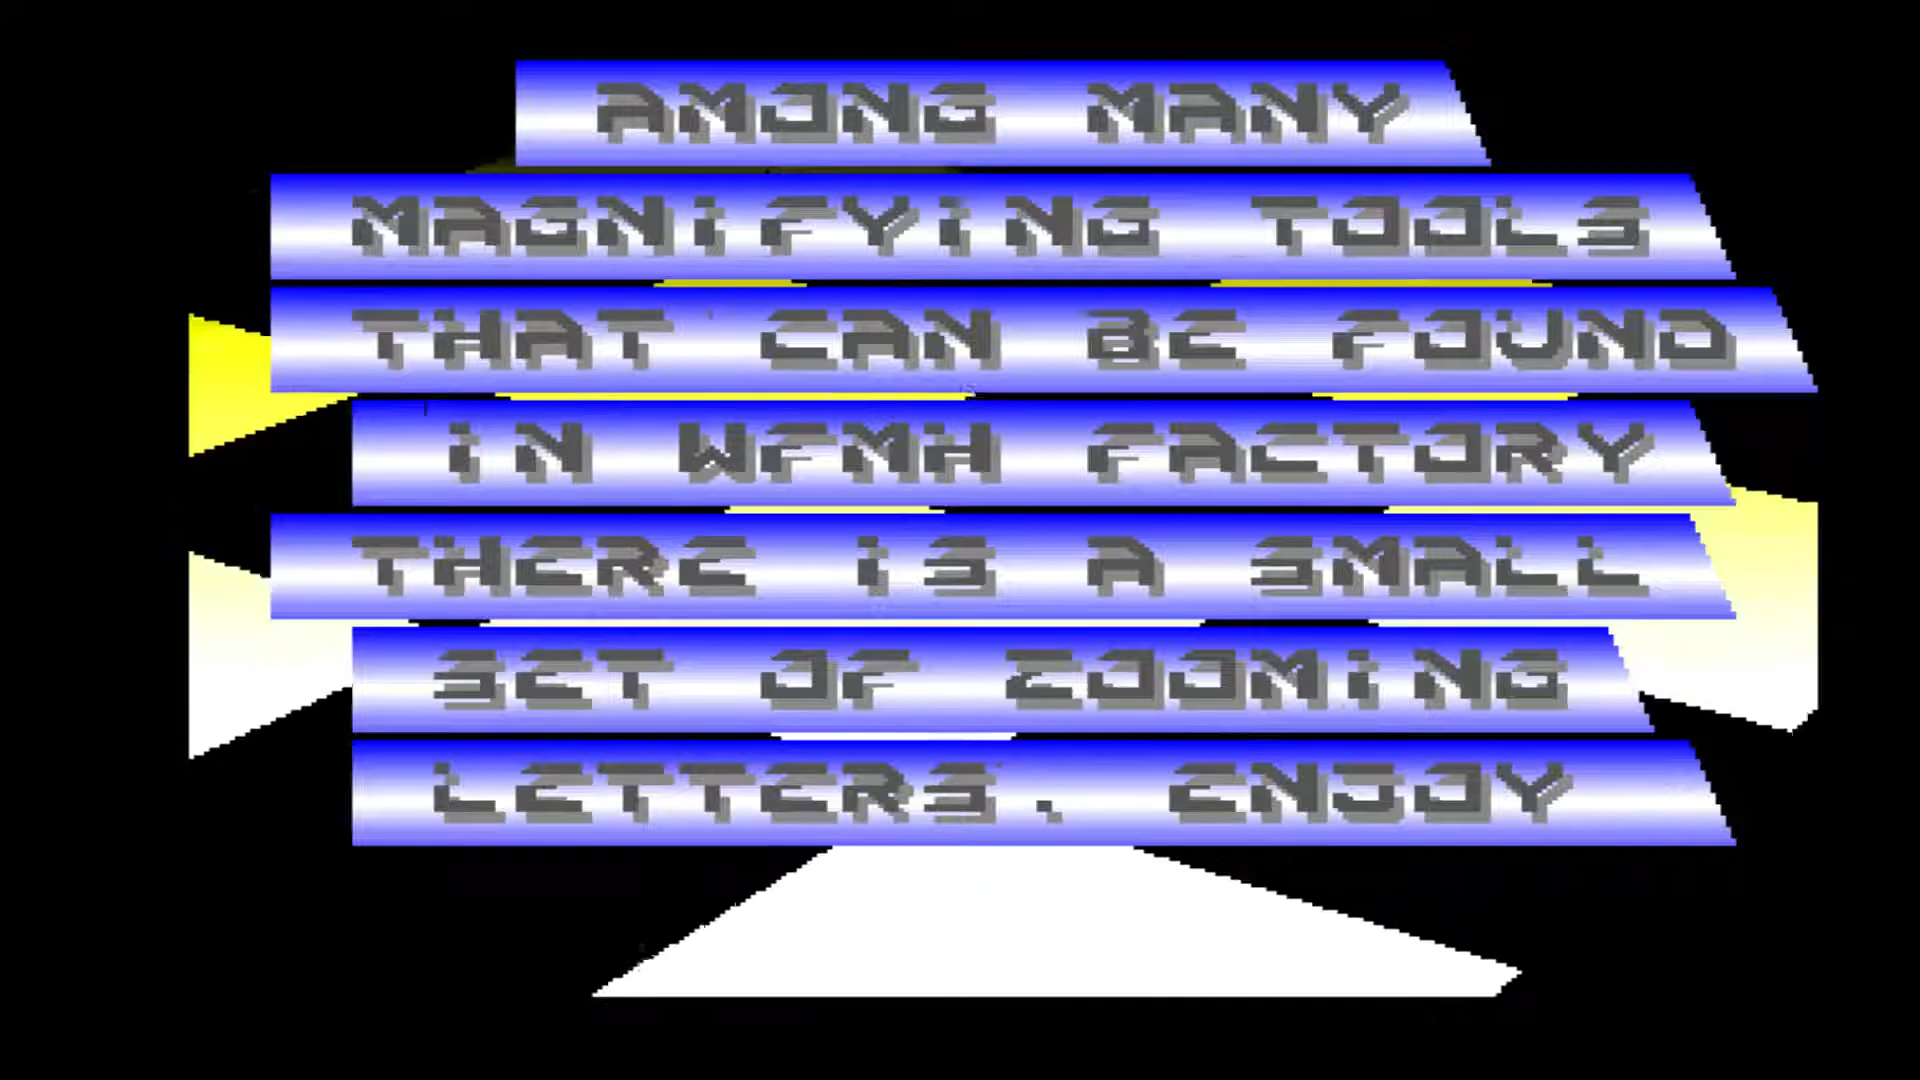 AMONG MANY
MAGNiFYiNG TOOLS
THAT CAN BE FOUND
iN WFMH FACTORY
THERE iS A SMALL
SET OF ZOOMiNG
LETTERS. ENJOY